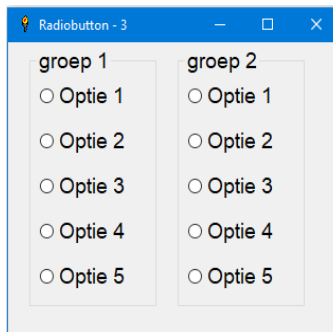 Radiobutton - 3
groep 1
Optie 1
Optie 2
Optie 3
Optie 4
Optie 5
groep 2
Optie 1
Optie 2
Optie 3
Optie 4
Optie 5